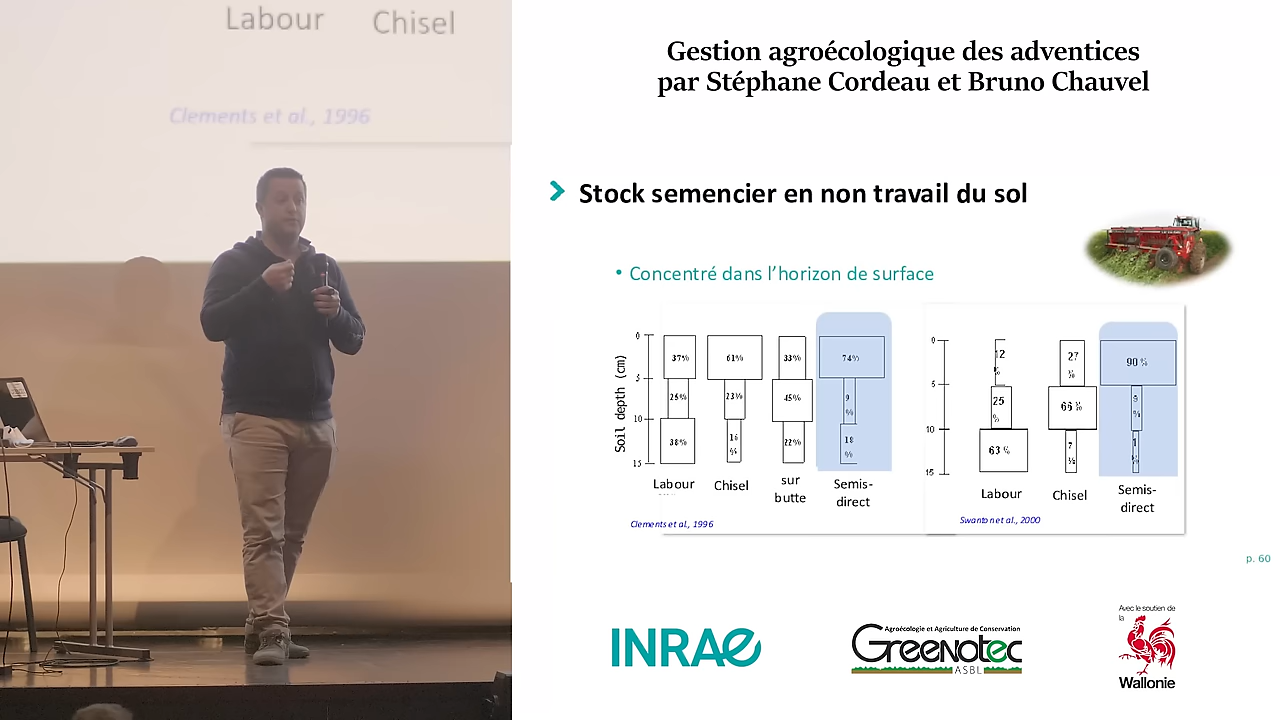 Labour Chisel
Clements et al., 1996
Gestion agroécologique des adventices
par Stéphane Cordeau et Bruno Chauvel
Stock semencier en non travail du sol
• Concentré dans l'horizon de surface
Soil depth (cm)
0
5
10
15
37% 61% 33% 74%
25% 23% 45% 9 %
38% 16 % 22% 18 %
Labour Chisel sur butte Semis-direct
Clements et al., 1996
0
5
10
15
12 % 27 % 90 %
25 % 66 %
63 % 7 % 1 %
Labour Chisel Semis-direct
Swanton et al., 2000
p. 60
INRAE
Agroécologie et Agriculture de Conservation
Greenotec
ASBL
Avec le soutien de
la
Wallonie